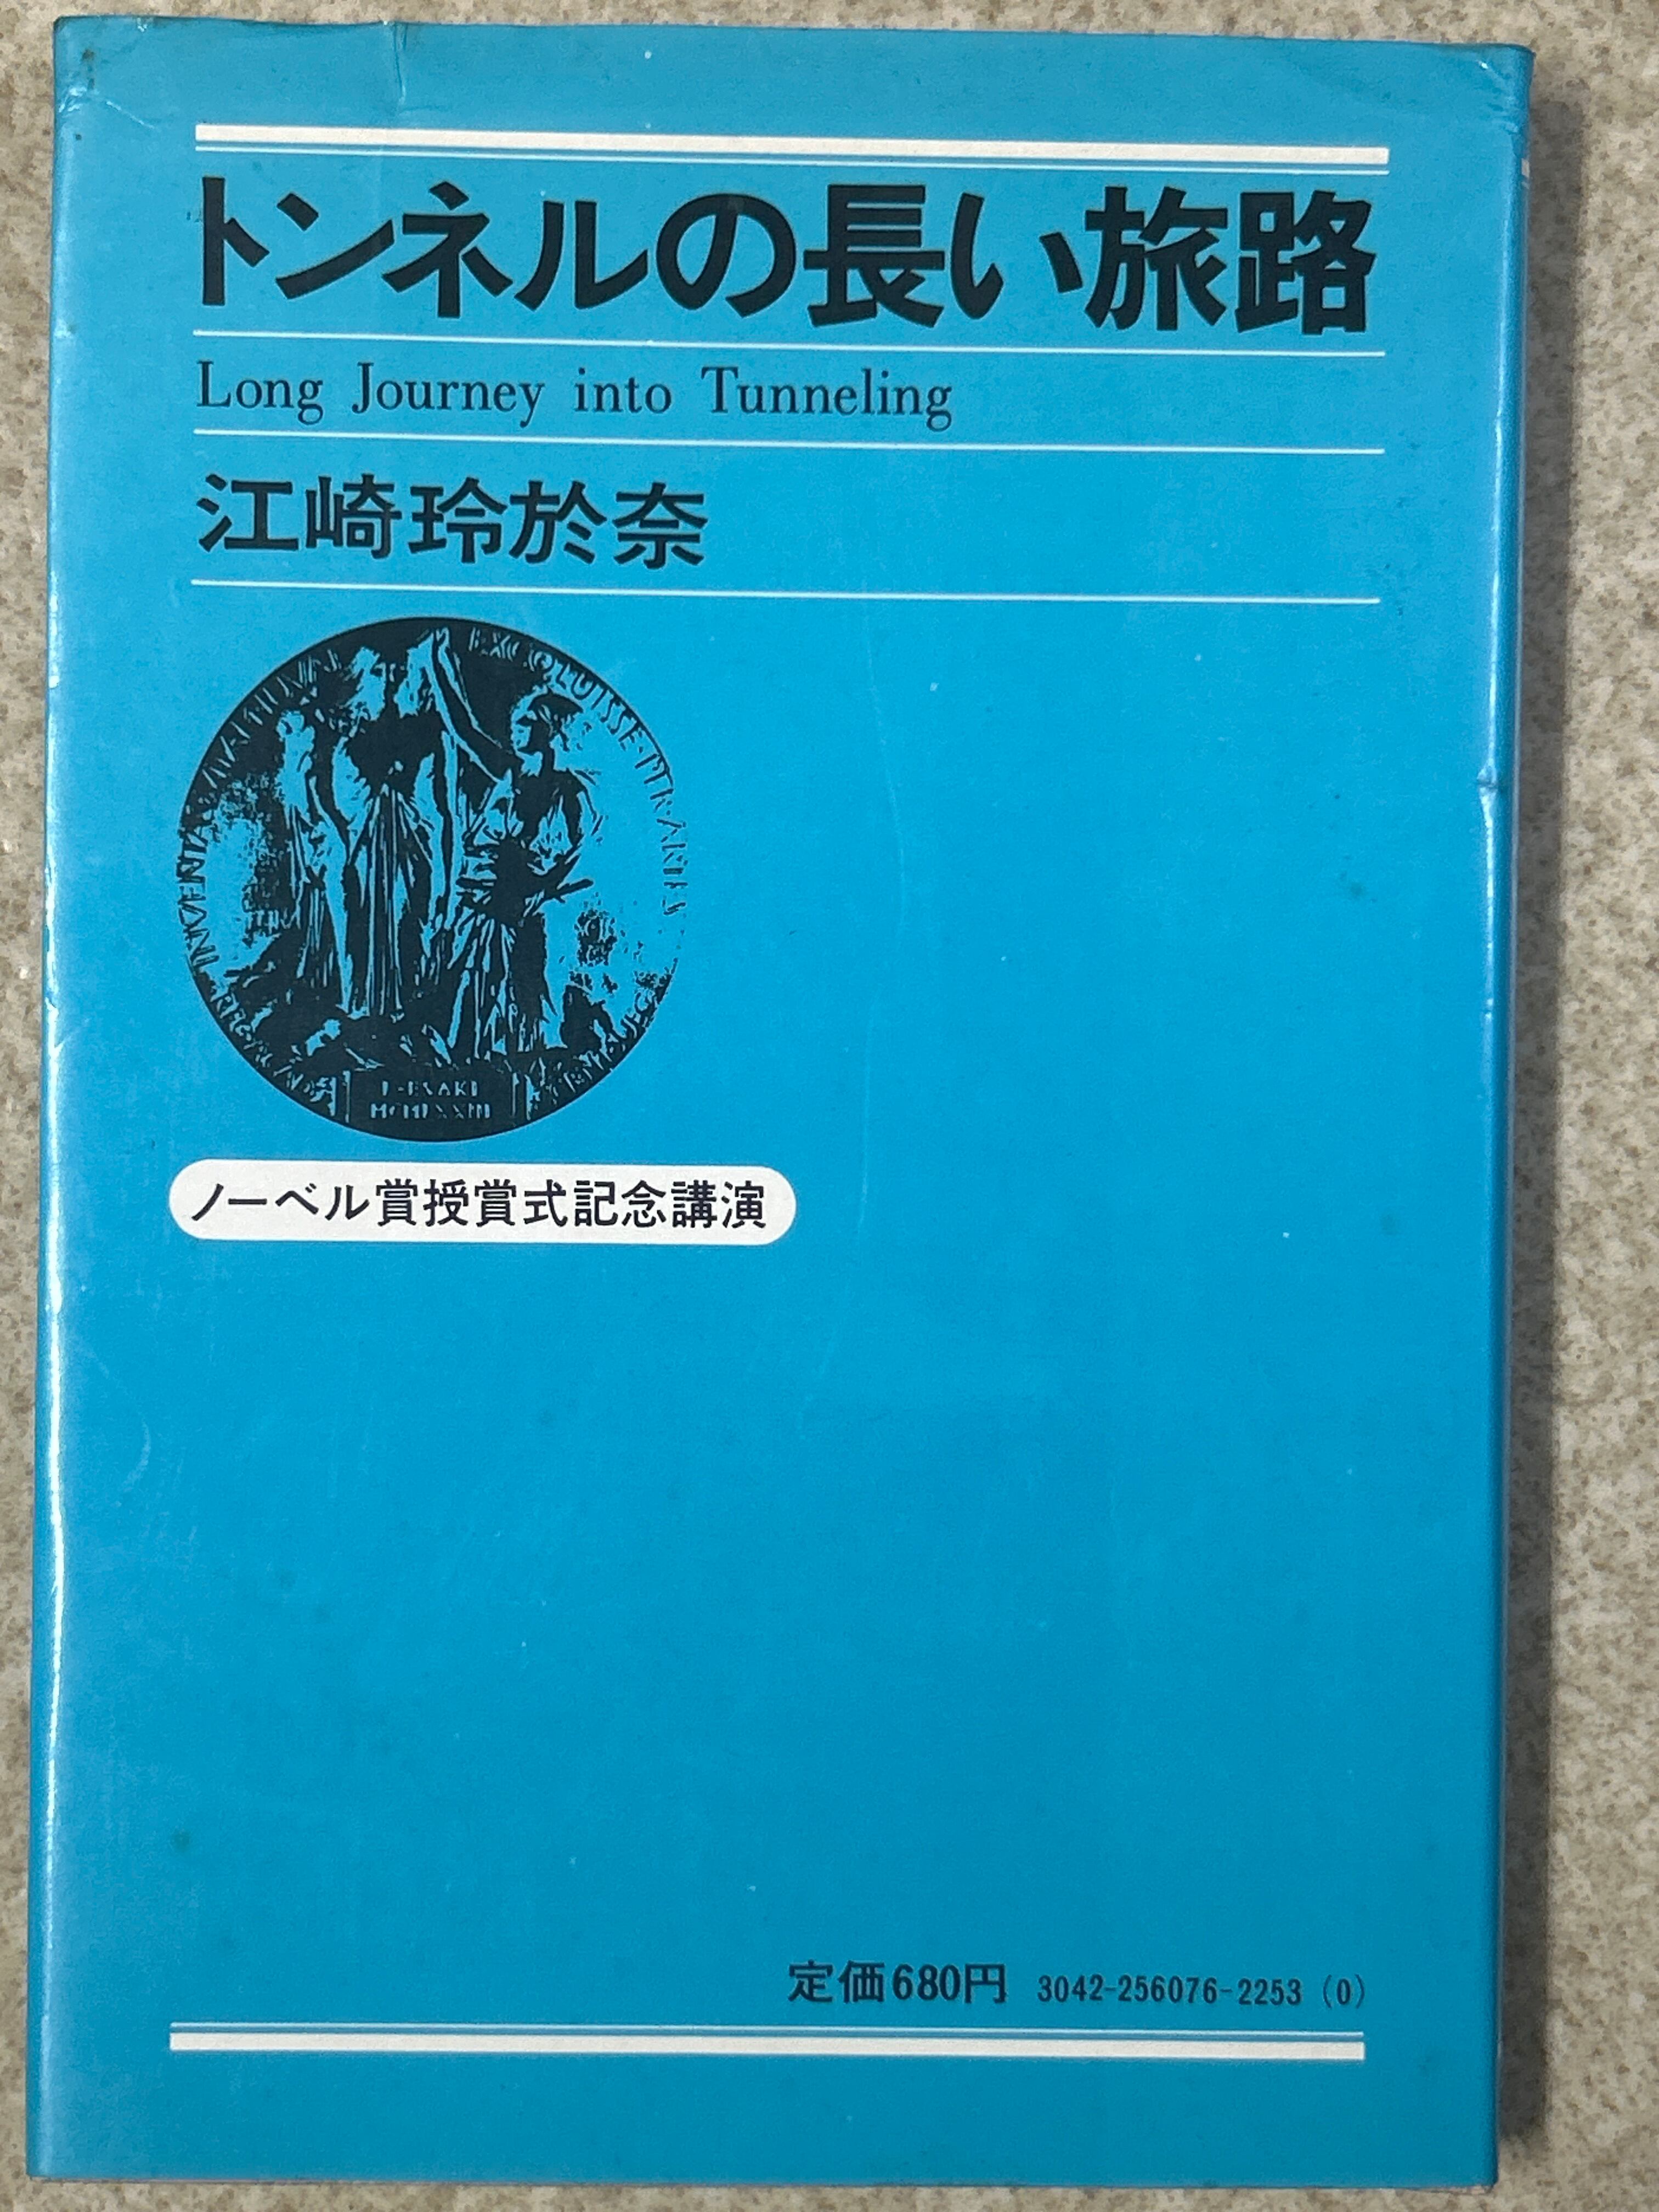 トンネルの長い旅路
Long Journey into Tunneling
江崎玲於奈
INVENTAS
EXCOLUISSE
ノーベル賞授賞式記念講演
定価680円 3042-256076-2253 (0)